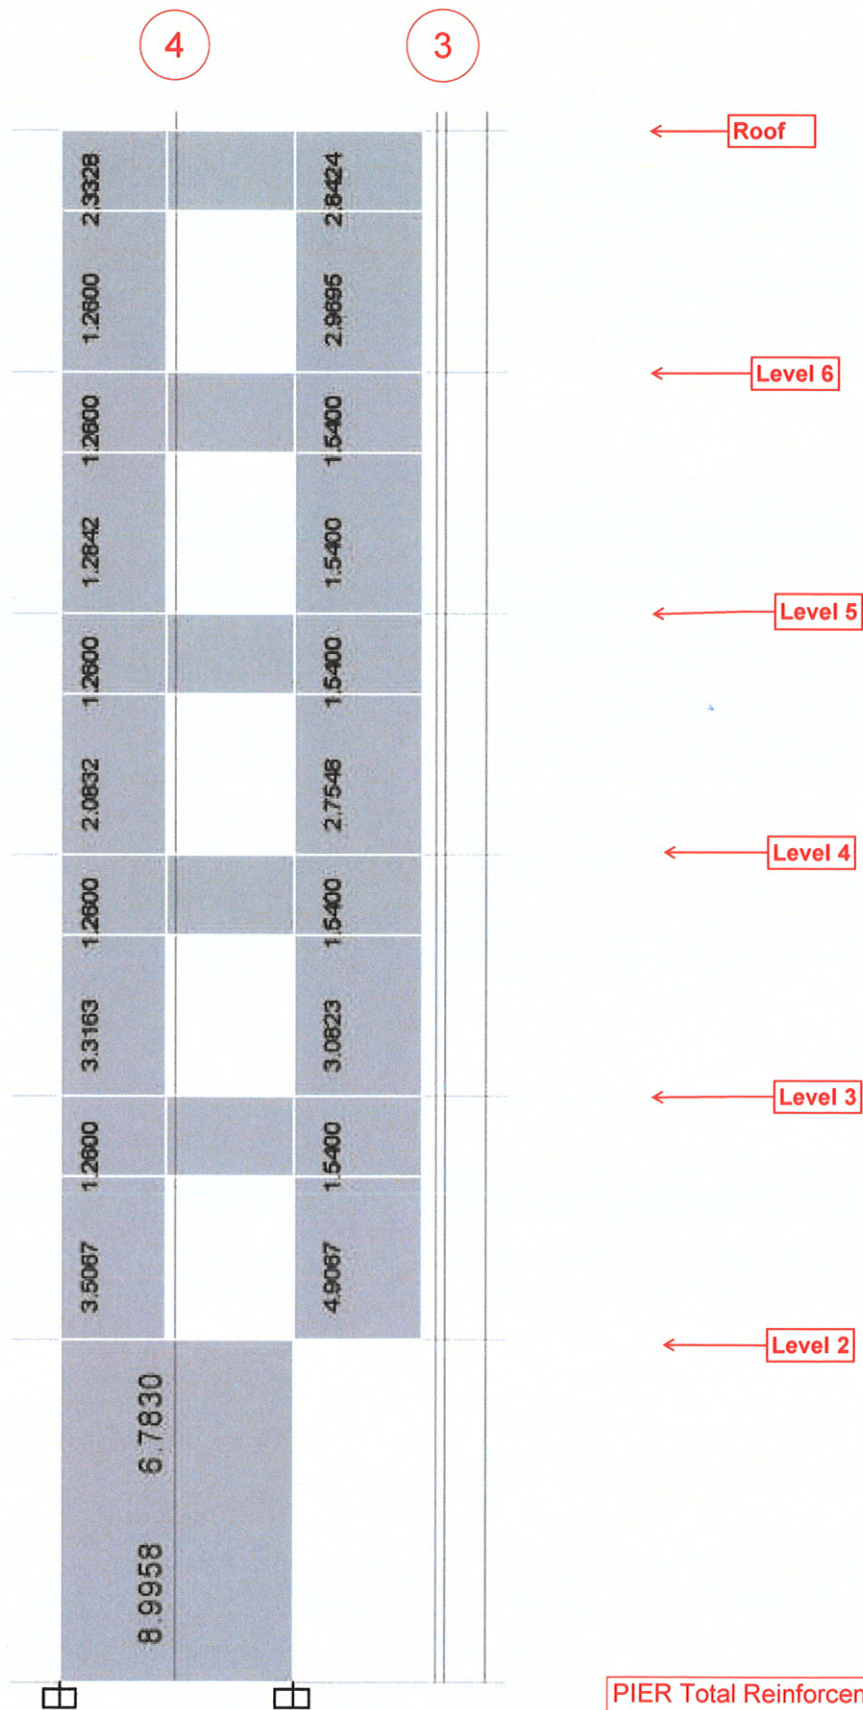 4 3
Roof
2.3328 2.8424
1.2600 2.9695
Level 6
1.2600 1.5400
1.2842 1.5400
Level 5
1.2600 1.5400
2.0832 2.7548
Level 4
1.2600 1.5400
3.3163 3.0823
Level 3
1.2600 1.5400
3.5067 4.9067
Level 2
6.7830
8.9958
PIER Total Reinforcen